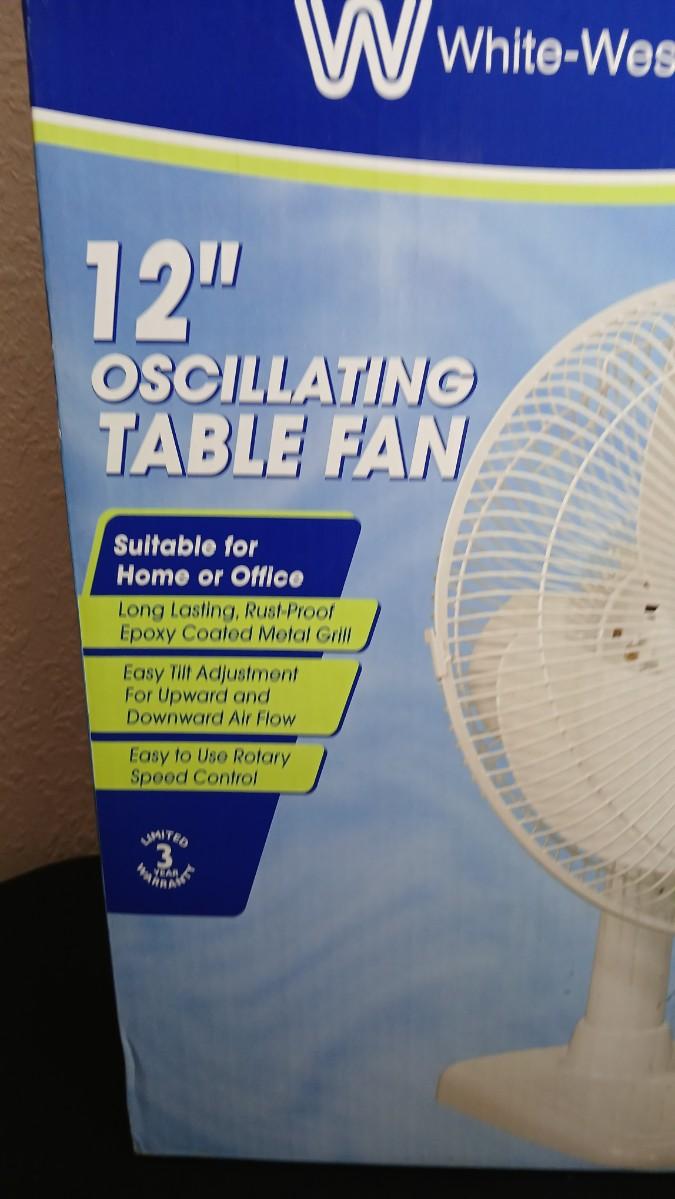 W White-Wes
12"
OSCILLATING
TABLE FAN
Suitable for
Home or Office
Long Lasting, Rust-Proof
Epoxy Coated Metal Grill
Easy Tilt Adjustment
For Upward and
Downward Air Flow
Easy to Use Rotary
Speed Control
LIMITED
3
YEAR
WARRANTY